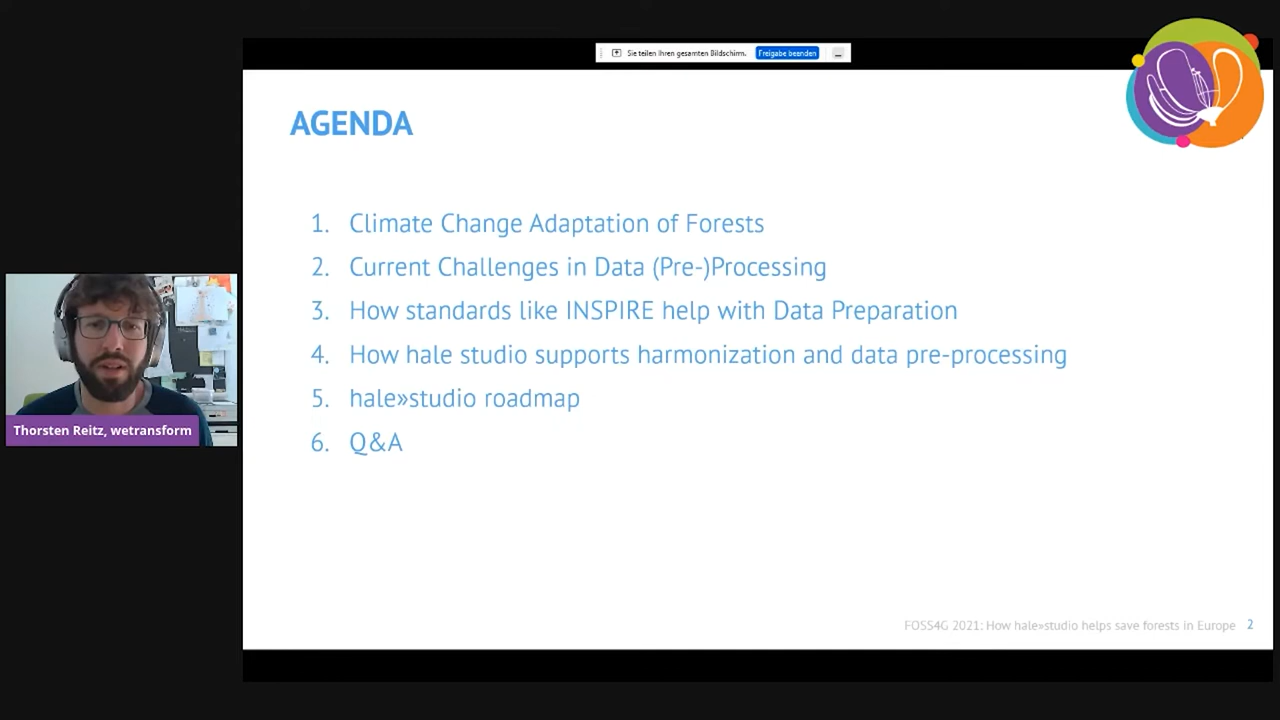 Sie teilen Ihren gesamten Bildschirm. Freigabe beenden
AGENDA
1. Climate Change Adaptation of Forests
2. Current Challenges in Data (Pre-)Processing
3. How standards like INSPIRE help with Data Preparation
4. How hale studio supports harmonization and data pre-processing
5. hale»studio roadmap
6. Q&A
Thorsten Reitz, wetransform
FOSS4G 2021: How hale»studio helps save forests in Europe 2